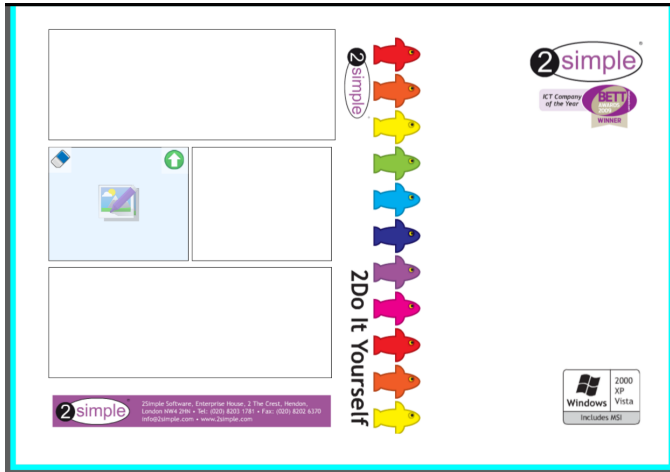 2simple
2Do It Yourself
2simple
ICT Company
of the Year
BETT
AWARDS
2009
WINNER
2simple
2Simple Software, Enterprise House, 2 The Crest, Hendon,
London NW4 2HN • Tel: (020) 8203 1781 • Fax: (020) 8202 6370
info@2simple.com • www.2simple.com
Windows
2000
XP
Vista
Includes MSI